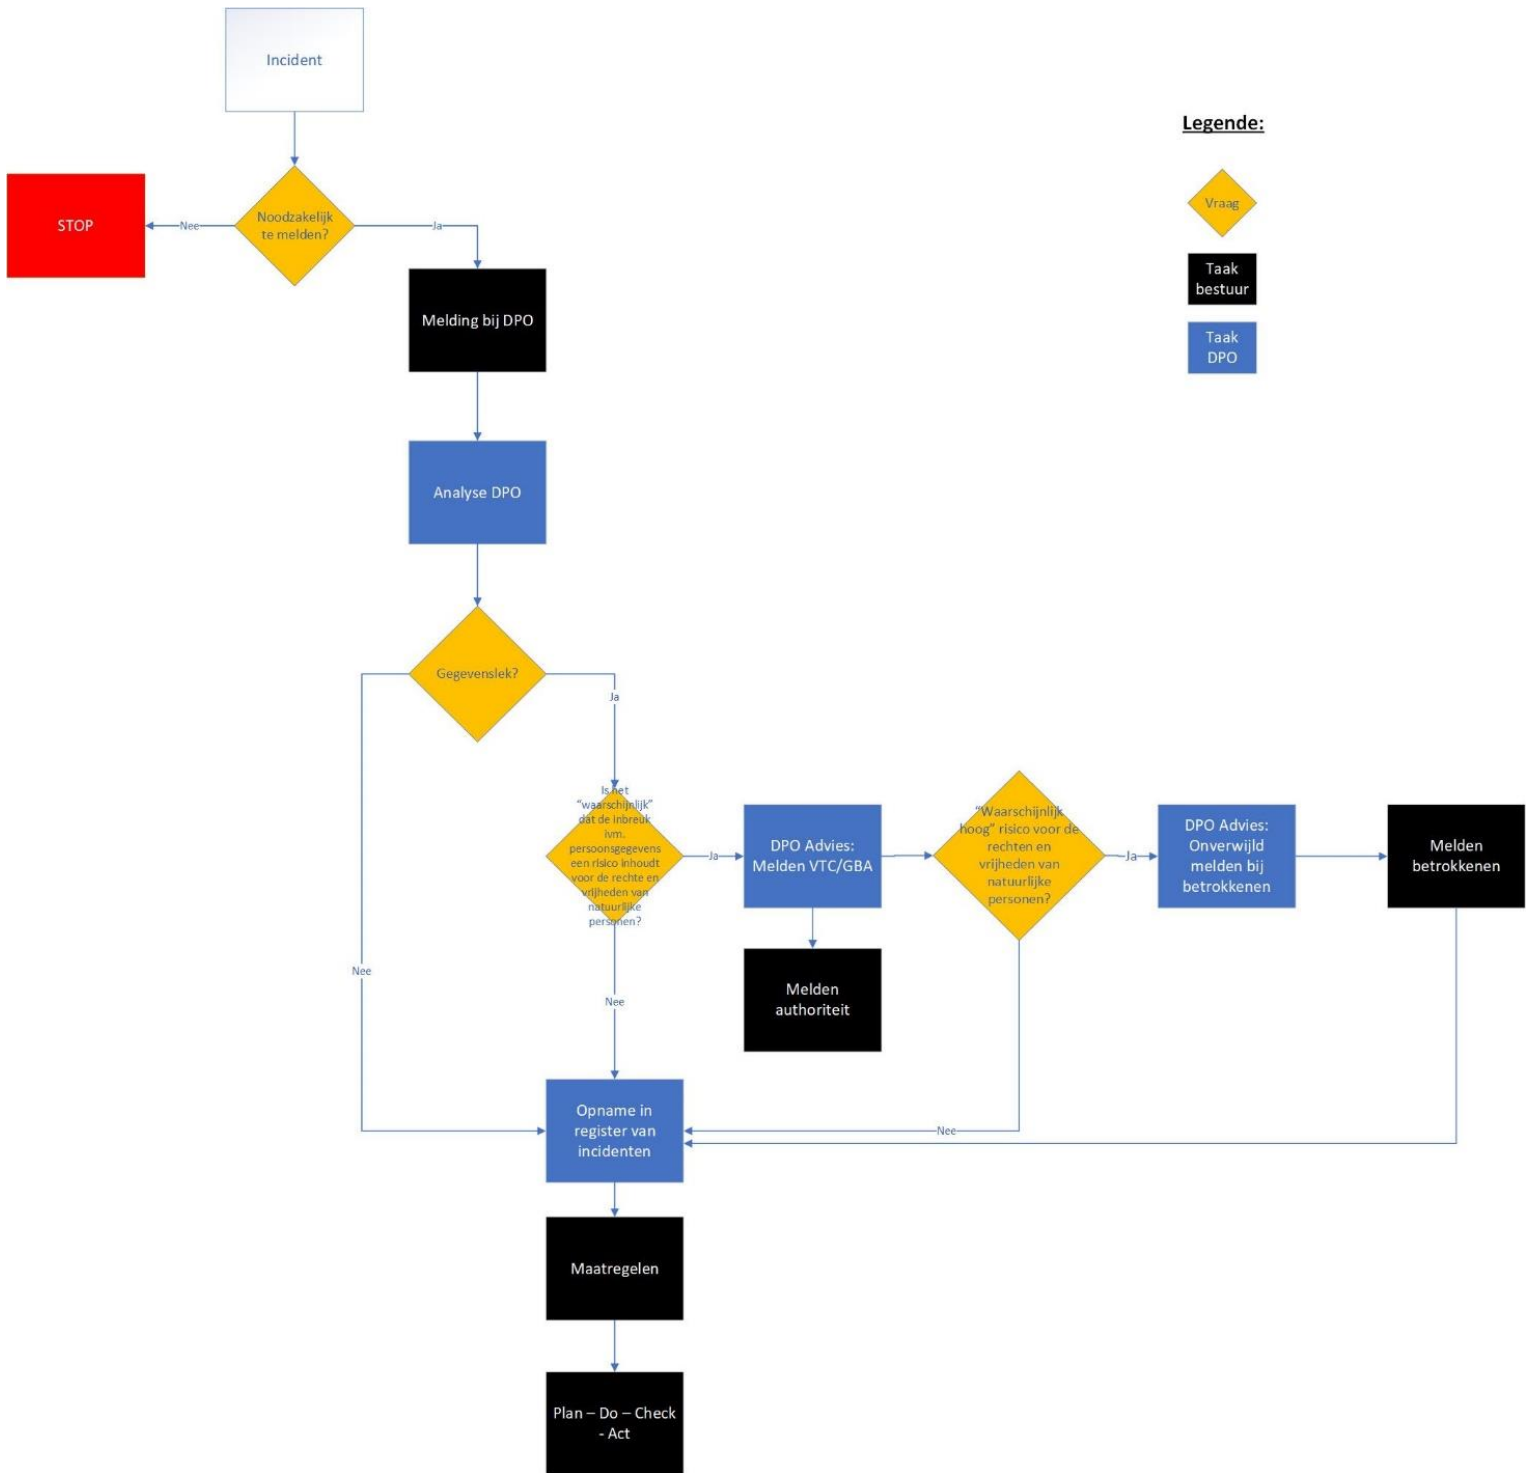 Incident
Legende:
STOP
Nee
Noodzakelijk
te melden?
Ja
Vraag
Taak
bestuur
Melding bij DPO
Taak
DPO
Analyse DPO
Gegevenslek?
Ja
Is het
“waarschijnlijk”
dat de inbreuk
ivm.
persoonsgegevens
een risico inhoudt
voor de rechte en
vrijheden van
natuurlijke
personen?
Ja
DPO Advies:
Melden VTC/GBA
“Waarschijnlijk
hoog” risico voor de
rechten en
vrijheden van
natuurlijke
personen?
Ja
DPO Advies:
Onverwijld
melden bij
betrokkenen
Melden
betrokkenen
Nee
Nee
Melden
authoriteit
Opname in
register van
incidenten
Nee
Maatregelen
Plan – Do – Check
- Act